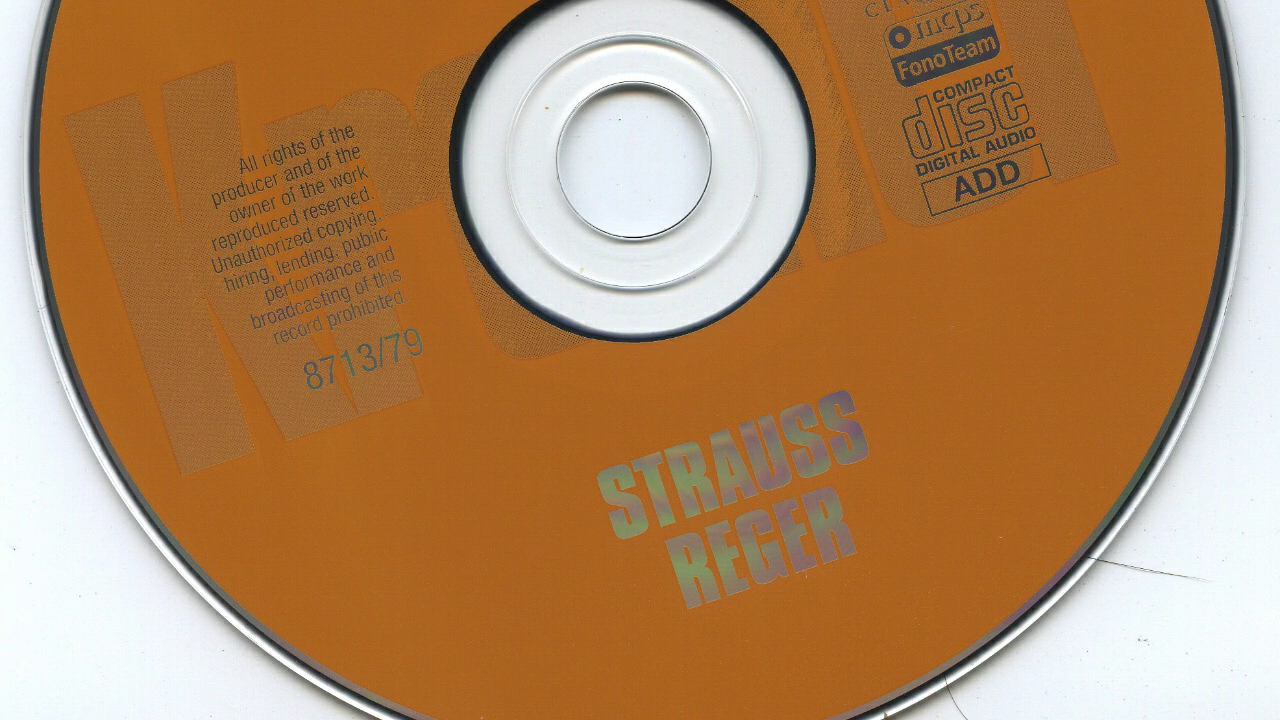 mcps
FonoTeam
COMPACT
disc
DIGITAL AUDIO
ADD
All rights of the
producer and of the
owner of the work
reproduced reserved.
Unauthorized copying,
hiring, lending, public
performance and
broadcasting of this
record prohibited.
8713/79
STRAUSS
REGER